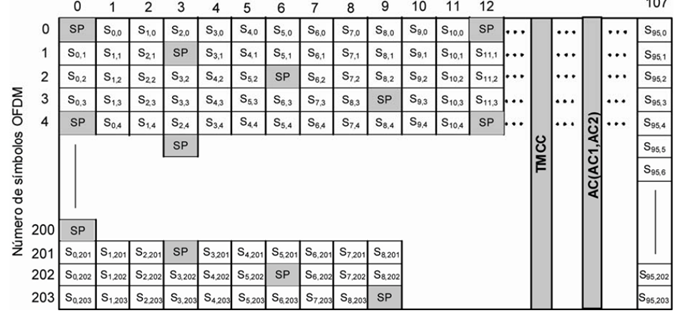 0 1 2 3 4 5 6 7 8 9 10 11 12 107
0 SP S0,0 S1,0 S2,0 S3,0 S4,0 S5,0 S6,0 S7,0 S8,0 S9,0 S10,0 SP ••• ••• ••• S95,0
1 S0,1 S1,1 S2,1 SP S3,1 S4,1 S5,1 S6,1 S7,1 S8,1 S9,1 S10,1 S11,1 ••• ••• ••• S95,1
2 S0,2 S1,2 S2,2 S3,2 S4,2 S5,2 SP S6,2 S7,2 S8,2 S9,2 S10,2 S11,2 ••• ••• ••• S95,2
3 S0,3 S1,3 S2,3 S3,3 S4,3 S5,3 S6,3 S7,3 S8,3 SP S9,3 S10,3 S11,3 ••• ••• ••• S95,3
4 SP S0,4 S1,4 S2,4 S3,4 S4,4 S5,4 S6,4 S7,4 S8,4 S9,4 S10,4 SP ••• ••• ••• S95,4
SP S95,5
S95,6
Número de símbolos OFDM
TMCC
AC(AC1,AC2)
200 SP
201 S0,201 S1,201 S2,201 SP S3,201 S4,201 S5,201 S6,201 S7,201 S8,201
202 S0,202 S1,202 S2,202 S3,202 S4,202 S5,202 SP S6,202 S7,202 S8,202 S95,202
203 S0,203 S1,203 S2,203 S3,203 S4,203 S5,203 S6,203 S7,203 S8,203 SP S95,203